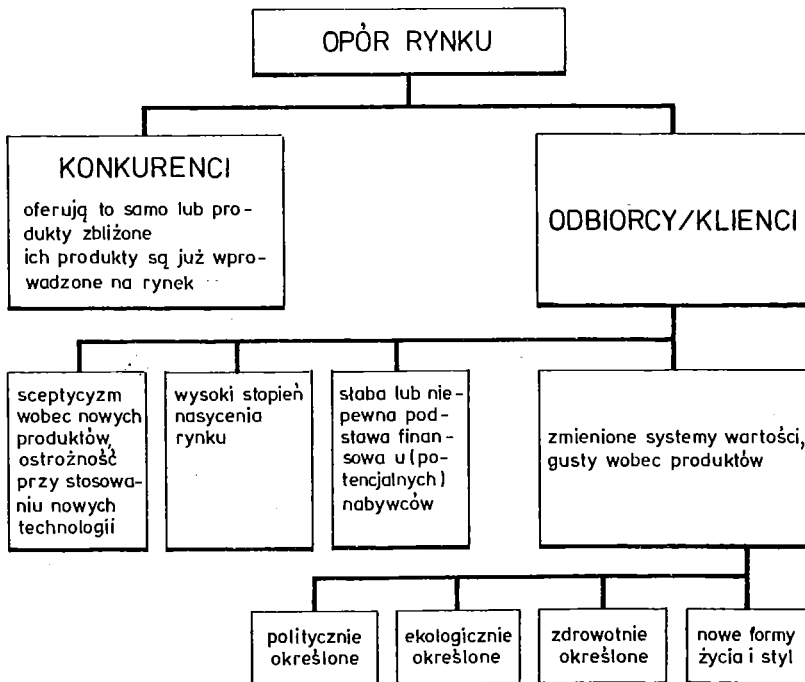 OPÓR RYNKU
KONKURENCI
oferują to samo lub pro-
dukty zbliżone
ich produkty są już wpro-
wadzone na rynek
ODBIORCY/KLIENCI
sceptycyzm
wobec nowych
produktów,
ostrożność
przy stosowa-
niu nowych
technologii
wysoki stopień
nasycenia
rynku
słaba lub nie-
pewna pod-
stawa finan-
sowa u (po-
tencjalnych)
nabywców
zmienione systemy wartości,
gusty wobec produktów
politycznie
określone
ekologicznie
określone
zdrowotnie
określone
nowe formy
życia i styl